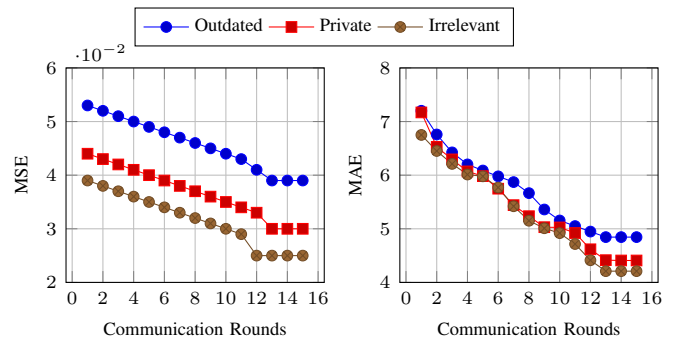 Outdated Private Irrelevant
·10−2
6
5
4
3
2
MSE
0 2 4 6 8 10 12 14 16
Communication Rounds
8
7
6
5
4
MAE
0 2 4 6 8 10 12 14 16
Communication Rounds